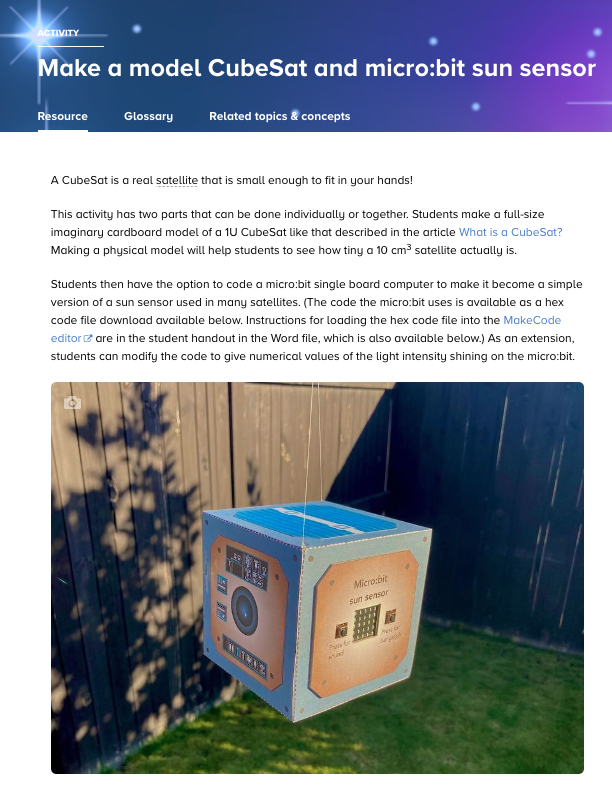 ACTIVITY
Make a model CubeSat and micro:bit sun sensor
Resource Glossary Related topics & concepts
A CubeSat is a real satellite that is small enough to fit in your hands!
This activity has two parts that can be done individually or together. Students make a full-size
imaginary cardboard model of a 1U CubeSat like that described in the article What is a CubeSat?
Making a physical model will help students to see how tiny a 10 cm³ satellite actually is.
Students then have the option to code a micro:bit single board computer to make it become a simple
version of a sun sensor used in many satellites. (The code the micro:bit uses is available as a hex
code file download available below. Instructions for loading the hex code file into the MakeCode
editor are in the student handout in the Word file, which is also available below.) As an extension,
students can modify the code to give numerical values of the light intensity shining on the micro:bit.
Micro:bit
sun sensor
Press for
sound
Press for